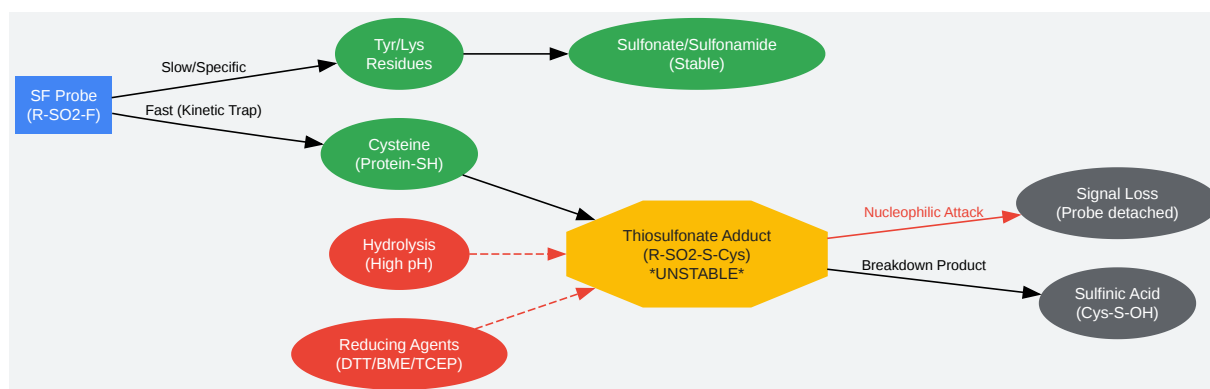 SF Probe
(R-SO2-F)
Slow/Specific
Fast (Kinetic Trap)
Tyr/Lys
Residues
Sulfonate/Sulfonamide
(Stable)
Cysteine
(Protein-SH)
Hydrolysis
(High pH)
Reducing Agents
(DTT/BME/TCEP)
Thiosulfonate Adduct
(R-SO2-S-Cys)
*UNSTABLE*
Nucleophilic Attack
Breakdown Product
Signal Loss
(Probe detached)
Sulfinic Acid
(Cys-S-OH)